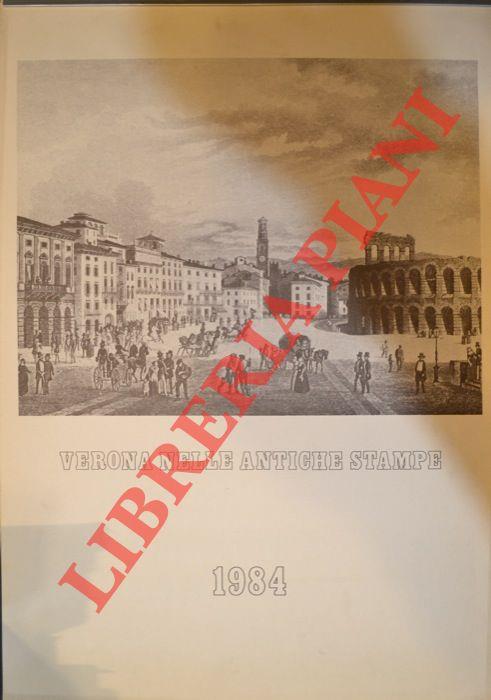 LIBRERIA PIANI
VERONA NELLE ANTICHE STAMPE
1984